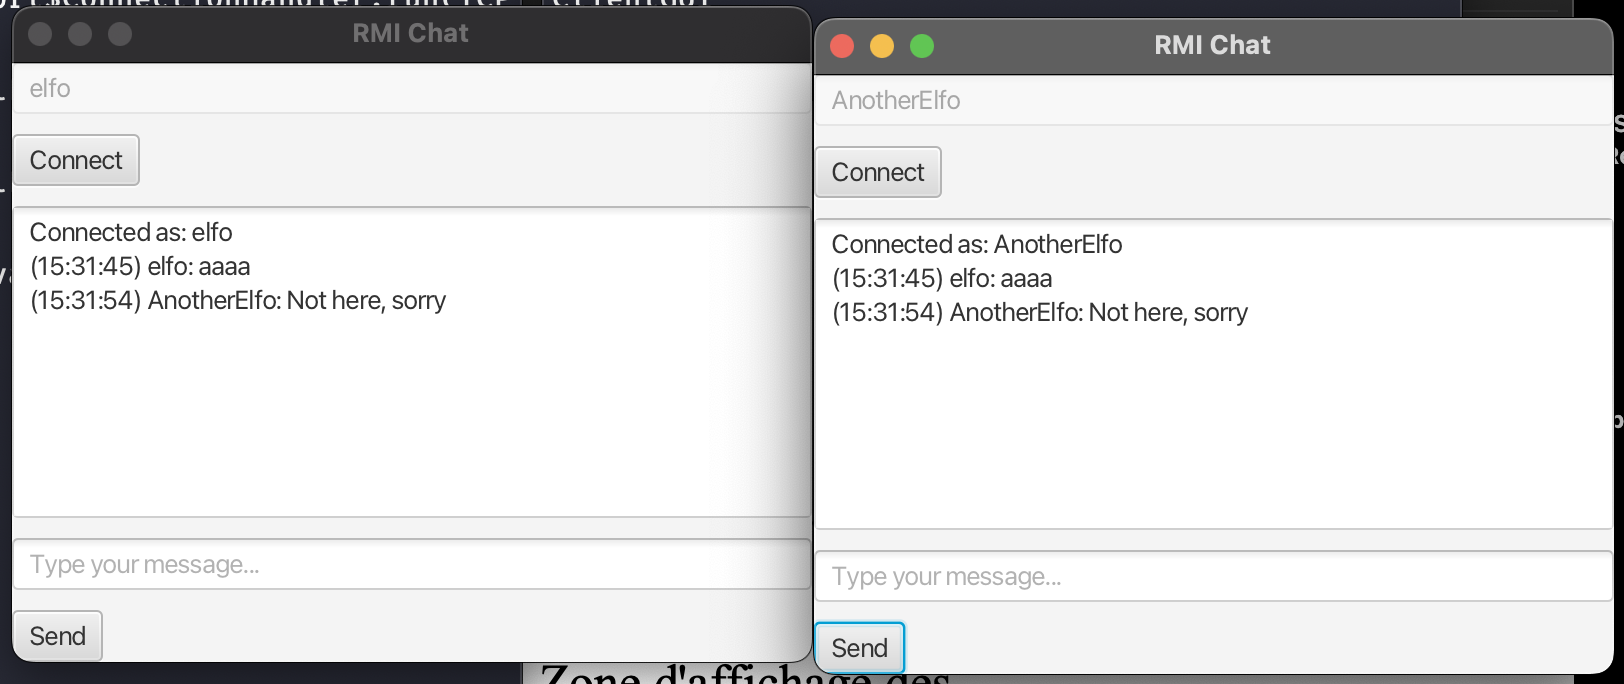 RMI Chat
elfo
Connect
Connected as: elfo
(15:31:45) elfo: aaaa
(15:31:54) AnotherElfo: Not here, sorry
Type your message...
Send
RMI Chat
AnotherElfo
Connect
Connected as: AnotherElfo
(15:31:45) elfo: aaaa
(15:31:54) AnotherElfo: Not here, sorry
Type your message...
Send
Zone d'affichage des